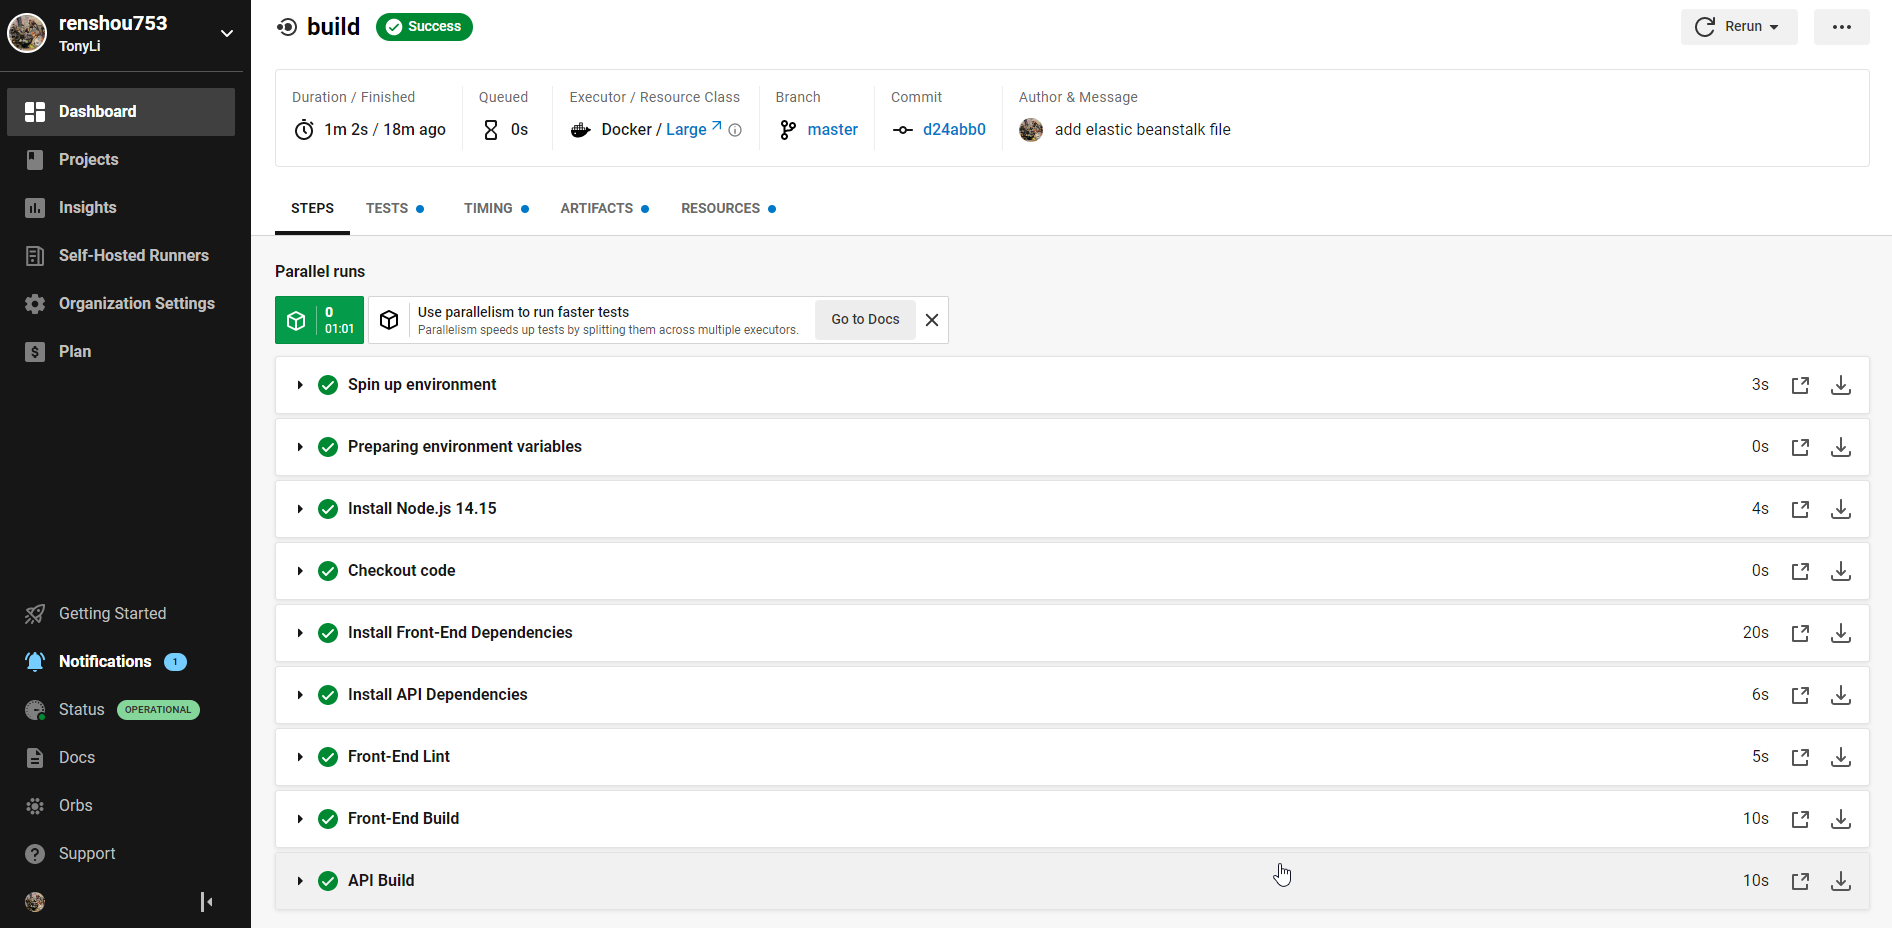 renshou753
TonyLi
Dashboard
Projects
Insights
Self-Hosted Runners
Organization Settings
Plan
Getting Started
Notifications 1
Status OPERATIONAL
Docs
Orbs
Support
build Success
Rerun
Duration / Finished
1m 2s / 18m ago
Queued
0s
Executor / Resource Class
Docker / Large
Branch
master
Commit
d24abb0
Author & Message
add elastic beanstalk file
STEPS TESTS TIMING ARTIFACTS RESOURCES
Parallel runs
0
01:01
Use parallelism to run faster tests
Parallelism speeds up tests by splitting them across multiple executors.
Go to Docs
Spin up environment 3s
Preparing environment variables 0s
Install Node.js 14.15 4s
Checkout code 0s
Install Front-End Dependencies 20s
Install API Dependencies 6s
Front-End Lint 5s
Front-End Build 10s
API Build 10s